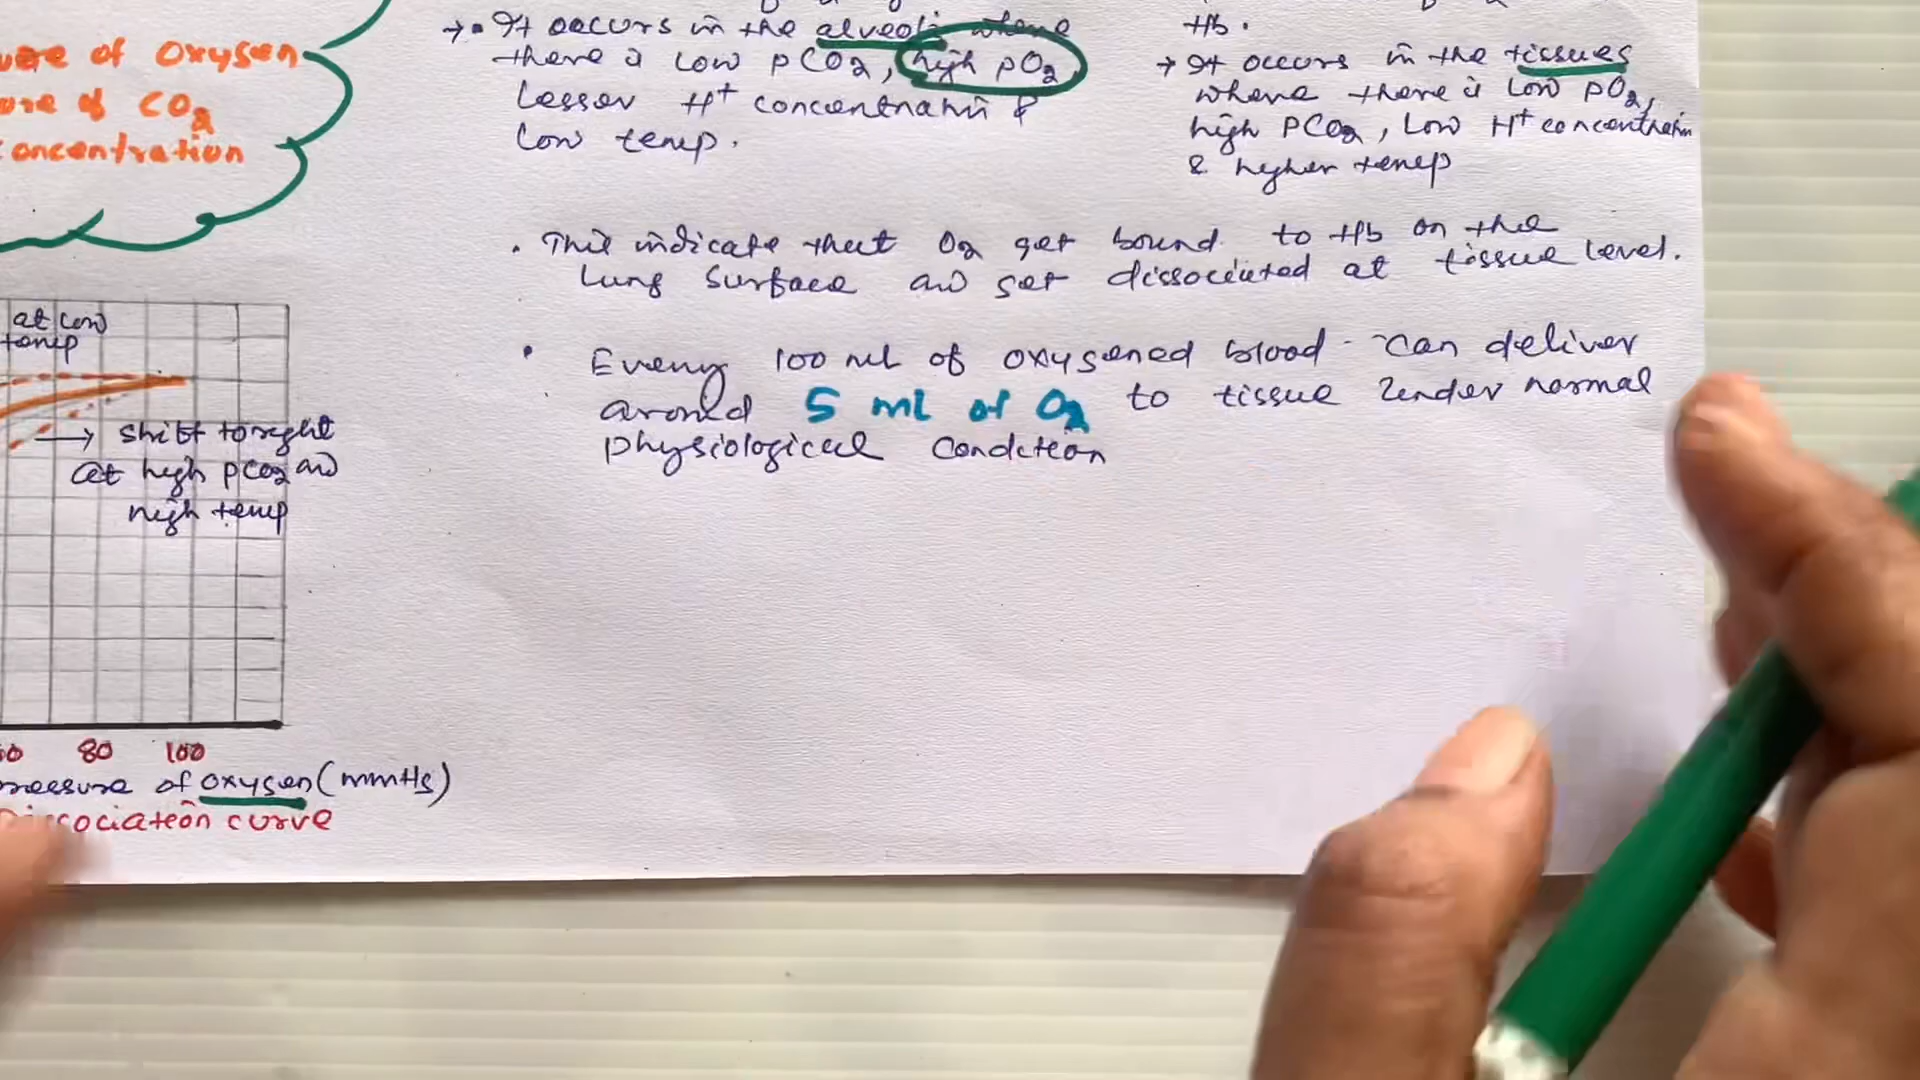 of oxygen
of CO2
concentration
→ • It occurs in the alveoli where
there is Low pCO2, high pO2
Lesser H+ concentration &
Low temp.
Hb.
→ It occurs in the tissues
where there is Low pO2,
high PCO2, Low H+ concentration
& higher temp
• This indicate that O2 get bound to Hb on the
Lung surface and get dissociated at tissue level.
• Every 100 ml of oxygened blood can deliver
around 5 ml of O2 to tissue under normal
physiological condition
at low
temp
→ shift to right
at high pCO2 and
high temp
80 100
pressure of oxygen (mmHg)
Dissociation curve